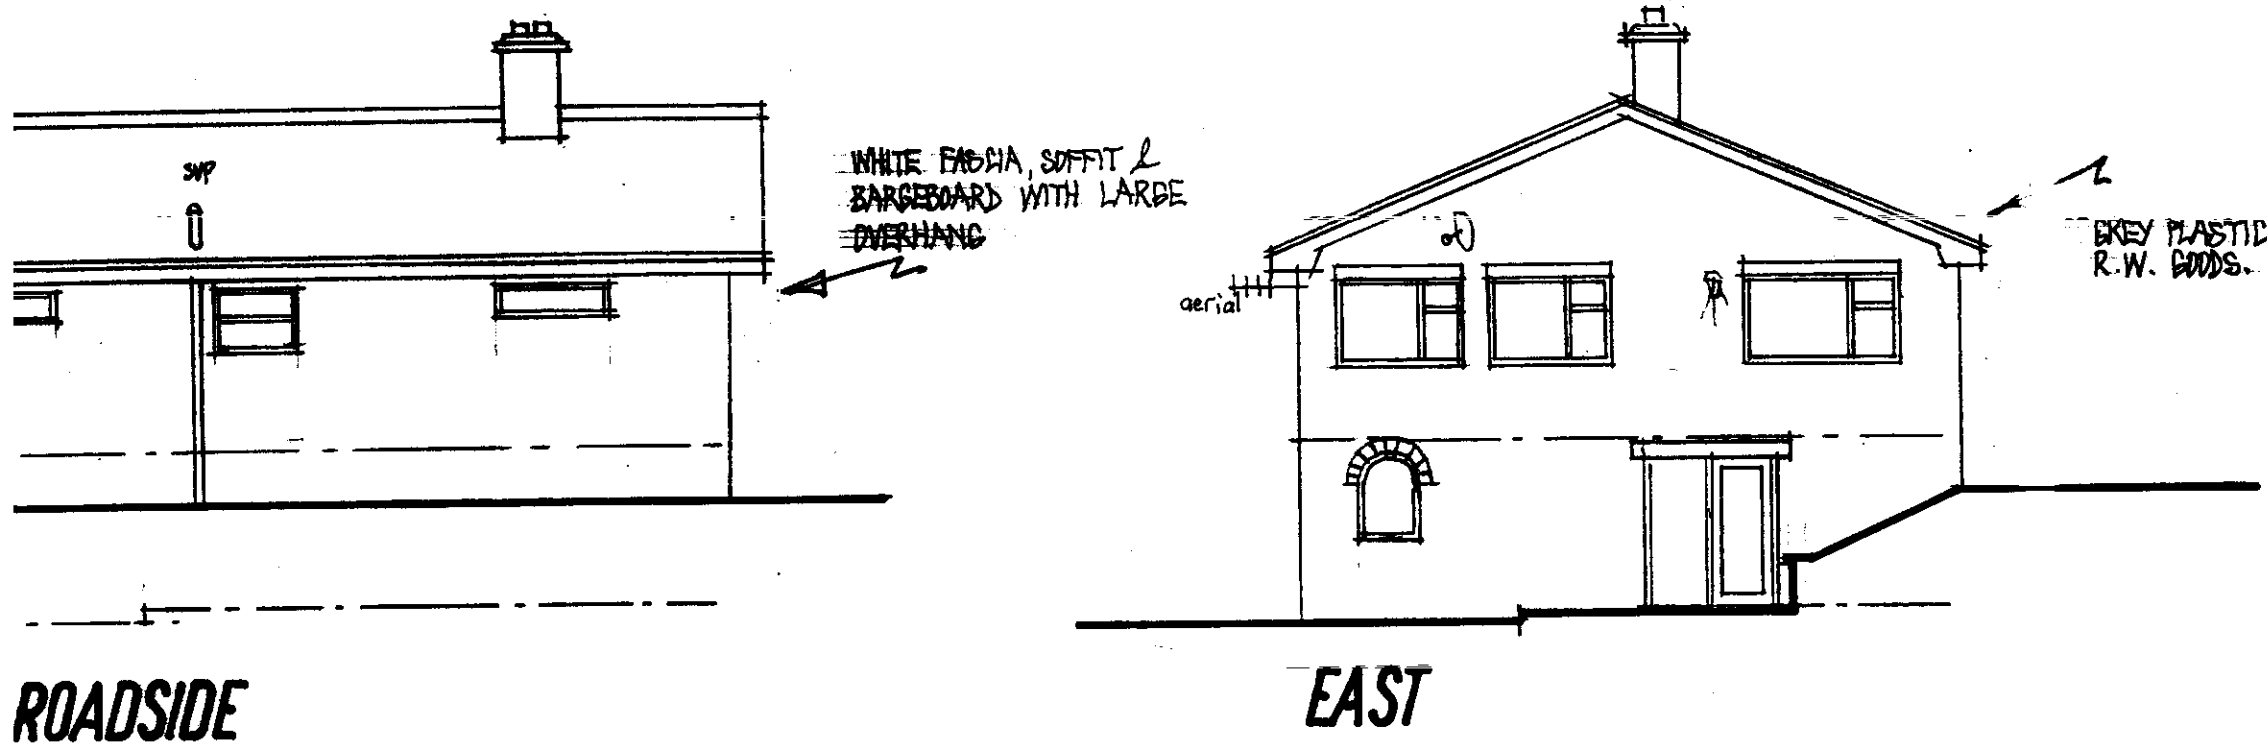 SVP
WHITE FASCIA, SOFFIT &
BARGEBOARD WITH LARGE
OVERHANG
aerial
GREY PLASTIC
R.W. GOODS.
ROADSIDE
EAST